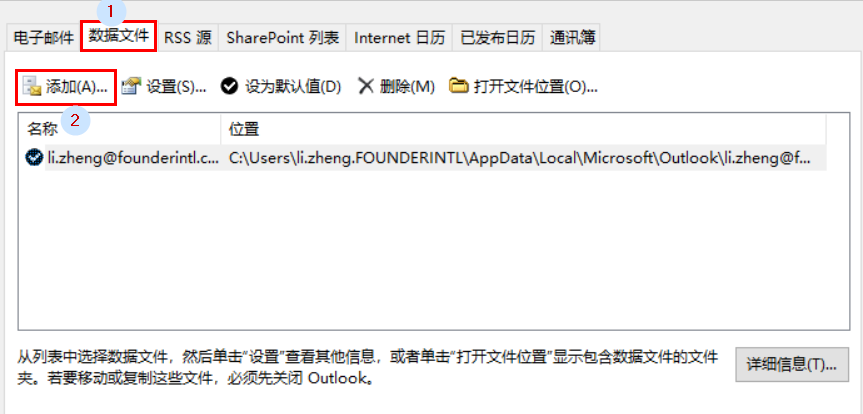 1
电子邮件 数据文件 RSS 源 SharePoint 列表 Internet 日历 已发布日历 通讯簿
添加(A)... 设置(S)... 设为默认值(D) 删除(M) 打开文件位置(O)...
2
名称 位置
li.zheng@founderintl.c... C:\Users\li.zheng.FOUNDERINTL\AppData\Local\Microsoft\Outlook\li.zheng@f...
从列表中选择数据文件，然后单击“设置”查看其他信息，或者单击“打开文件位置”显示包含数据文件的文件
夹。若要移动或复制这些文件，必须先关闭 Outlook。
详细信息(T)...